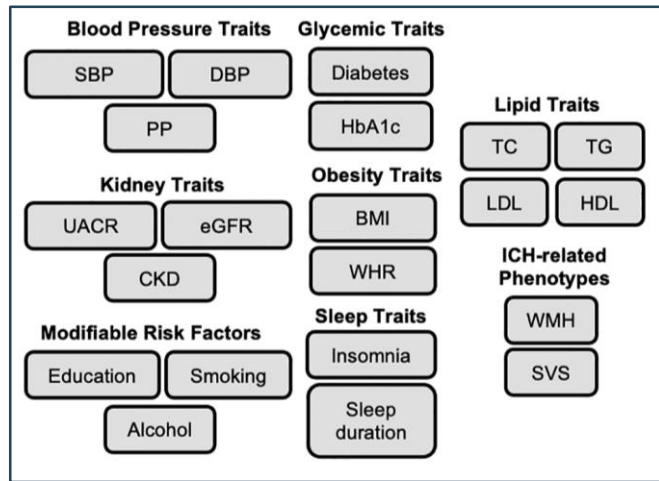 Blood Pressure Traits
SBP
DBP
PP
Kidney Traits
UACR
eGFR
CKD
Modifiable Risk Factors
Education
Smoking
Alcohol
Glycemic Traits
Diabetes
HbA1c
Obesity Traits
BMI
WHR
Sleep Traits
Insomnia
Sleep
duration
Lipid Traits
TC
TG
LDL
HDL
ICH-related
Phenotypes
WMH
SVS